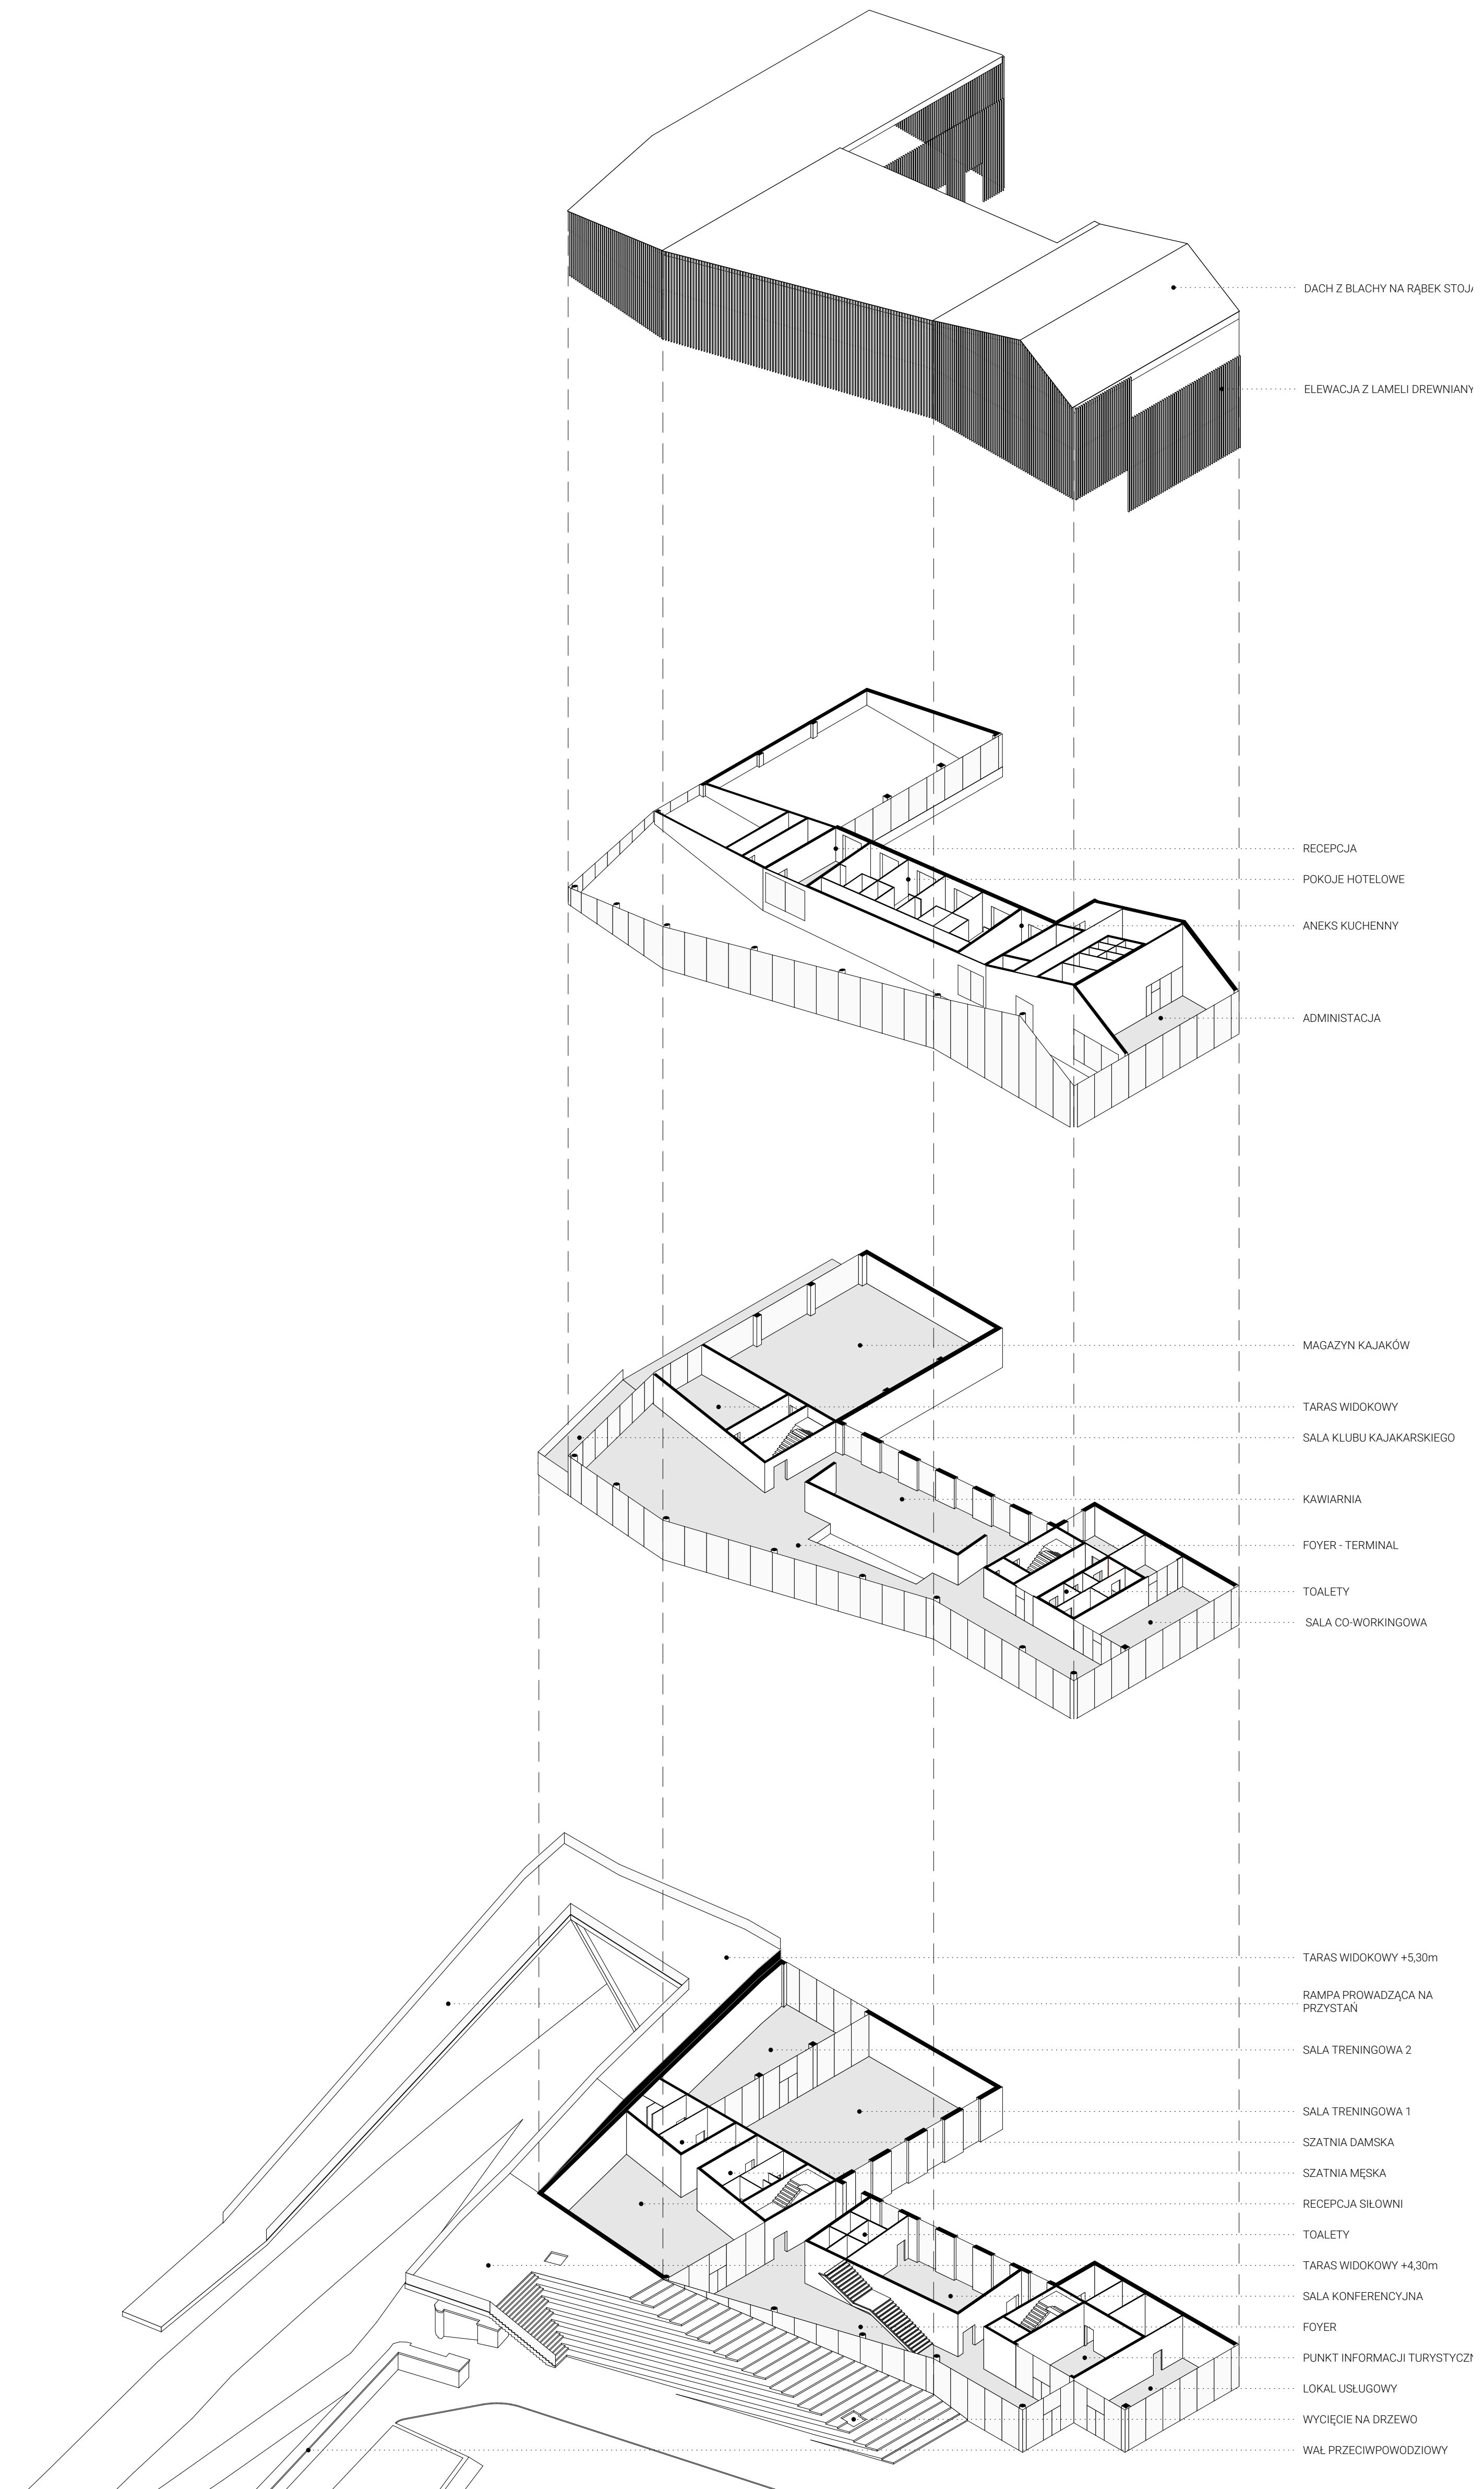 DACH Z BLACHY NA RĄBEK STOJA
ELEWACJA Z LAMELI DREWNIANY
RECEPCJA
POKOJE HOTELOWE
ANEKS KUCHENNY
ADMINISTACJA
MAGAZYN KAJAKÓW
TARAS WIDOKOWY
SALA KLUBU KAJAKARSKIEGO
KAWIARNIA
FOYER - TERMINAL
TOALETY
SALA CO-WORKINGOWA
TARAS WIDOKOWY +5,30m
RAMPA PROWADZĄCA NA
PRZYSTAŃ
SALA TRENINGOWA 2
SALA TRENINGOWA 1
SZATNIA DAMSKA
SZATNIA MĘSKA
RECEPCJA SIŁOWNI
TOALETY
TARAS WIDOKOWY +4,30m
SALA KONFERENCYJNA
FOYER
PUNKT INFORMACJI TURYSTYCZN
LOKAL USŁUGOWY
WYCIĘCIE NA DRZEWO
WAŁ PRZECIWPOWODZIOWY